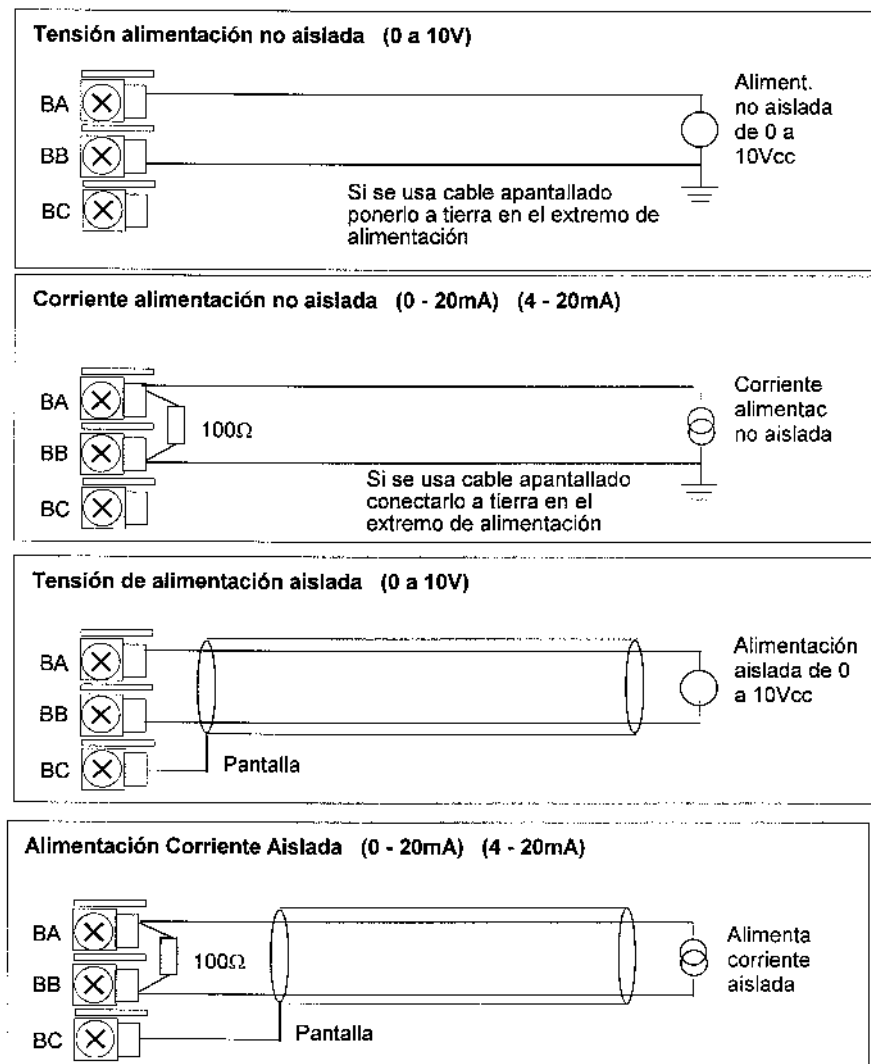 Tensión alimentación no aislada (0 a 10V)
BA
BB
BC
Aliment.
no aislada
de 0 a
10Vcc
Si se usa cable apantallado
ponerlo a tierra en el extremo de
alimentación
Corriente alimentación no aislada (0 - 20mA) (4 - 20mA)
BA
BB
BC
100Ω
Corriente
alimentac
no aislada
Si se usa cable apantallado
conectarlo a tierra en el
extremo de alimentación
Tensión de alimentación aislada (0 a 10V)
BA
BB
BC
Pantalla
Alimentación
aislada de 0
a 10Vcc
Alimentación Corriente Aislada (0 - 20mA) (4 - 20mA)
BA
BB
BC
100Ω
Pantalla
Alimenta
corriente
aislada